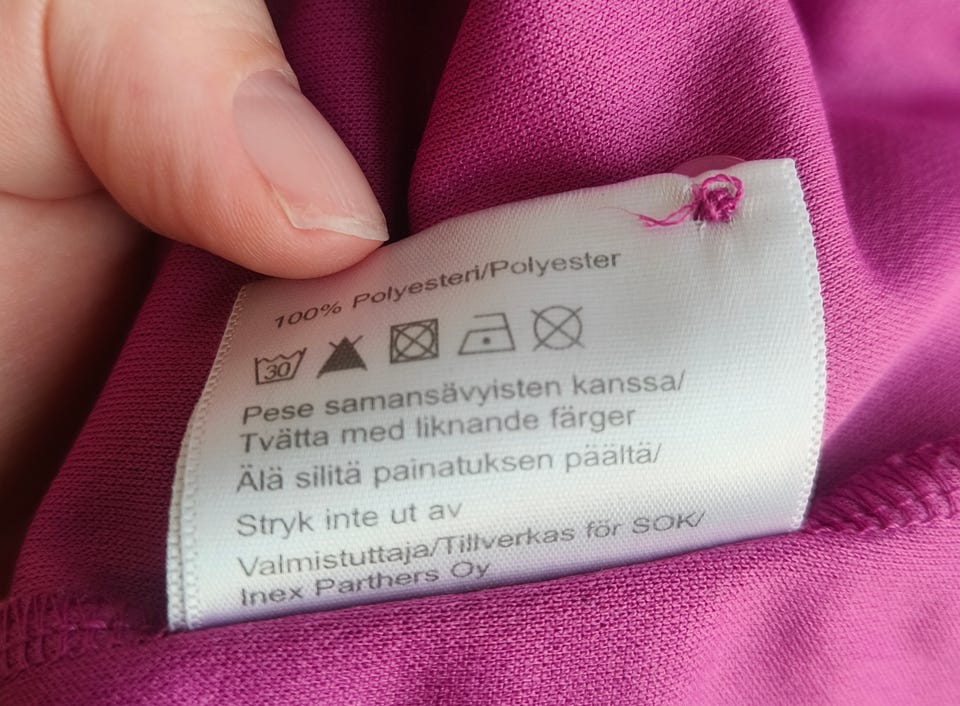 100% Polyesteri/Polyester
30
Pese samansävyisten kanssa/
Tvätta med liknande färger
Älä silitä painatuksen päältä/
Stryk inte ut av
Valmistuttaja/Tillverkas för SOK/
Inex Parthers Oy